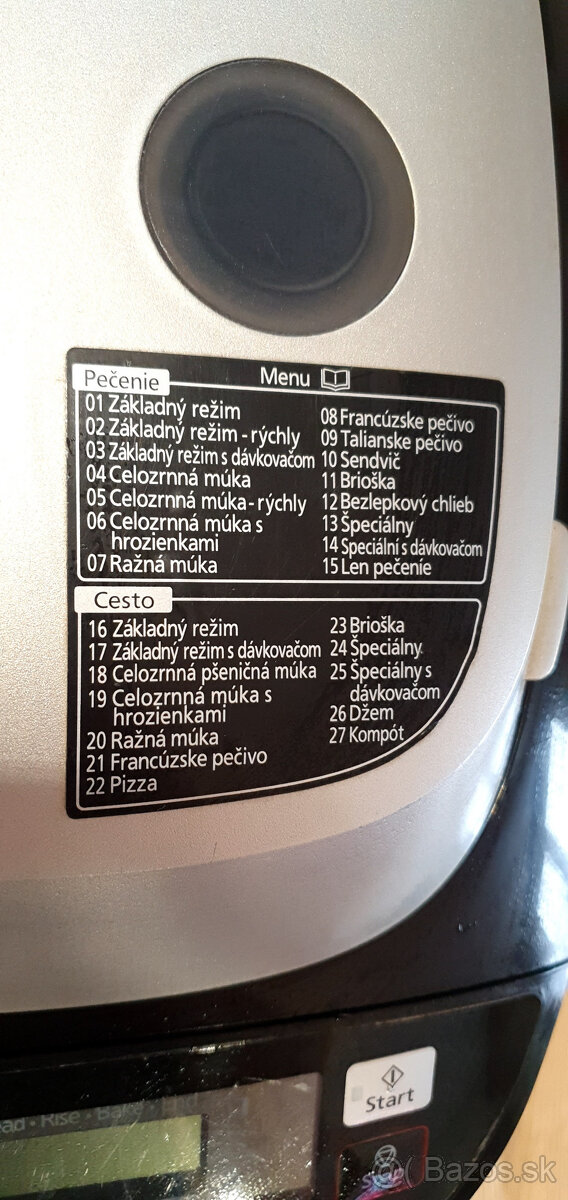 Menu
Pečenie
01 Základný režim
02 Základný režim - rýchly
03 Základný režim s dávkovačom
04 Celozrnná múka
05 Celozrnná múka - rýchly
06 Celozrnná múka s
hrozienkami
07 Ražná múka
08 Francúzske pečivo
09 Talianske pečivo
10 Sendvič
11 Brioška
12 Bezlepkový chlieb
13 Špeciálny
14 Speciální s dávkovačom
15 Len pečenie
Cesto
16 Základný režim
17 Základný režim s dávkovačom
18 Celozrnná pšeničná múka
19 Celozrnná múka s
hrozienkami
20 Ražná múka
21 Francúzske pečivo
22 Pizza
23 Brioška
24 Špeciálny
25 Špeciálny s
dávkovačom
26 Džem
27 Kompót
Rise · Bake · End
Start
Bazos.sk